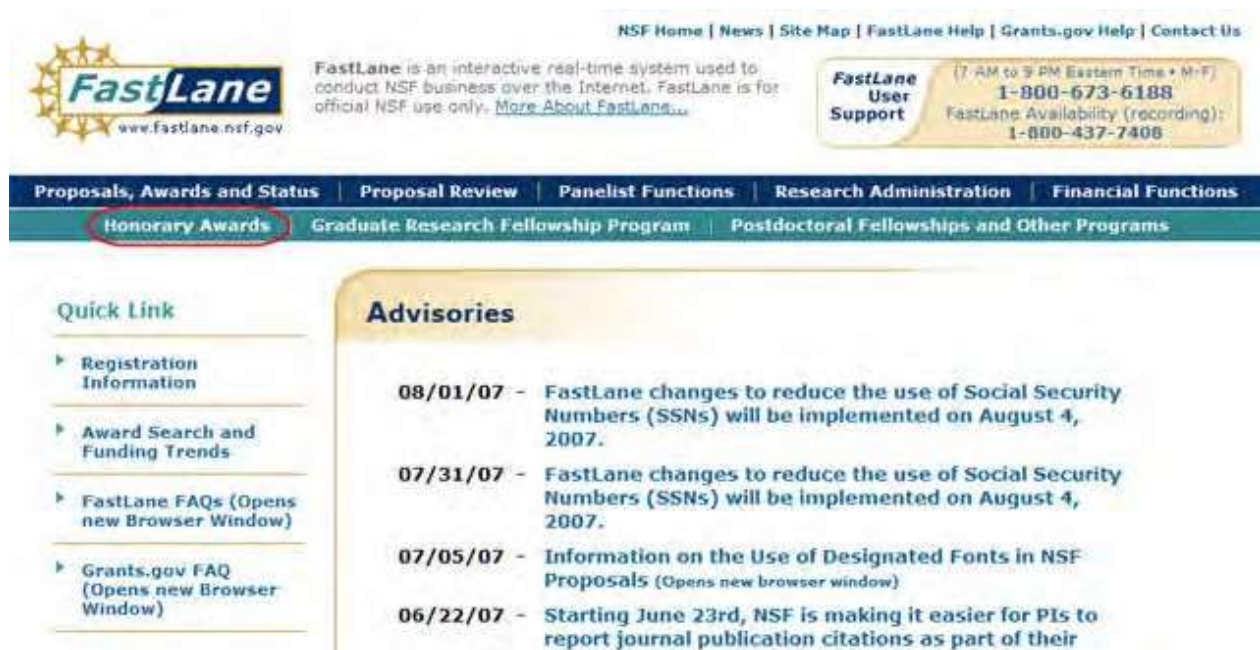 NSF Home | News | Site Map | FastLane Help | Grants.gov Help | Contact Us
FastLane
www.fastlane.nsf.gov
FastLane is an interactive real-time system used to
conduct NSF business over the Internet. FastLane is for
official NSF use only. More About FastLane...
FastLane
User
Support
(7 AM to 9 PM Eastern Time • M-F)
1-800-673-6188
FastLane Availability (recording):
1-800-437-7408
Proposals, Awards and Status | Proposal Review | Panelist Functions | Research Administration | Financial Functions
Honorary Awards | Graduate Research Fellowship Program | Postdoctoral Fellowships and Other Programs
Quick Link
Registration
Information
Award Search and
Funding Trends
FastLane FAQs (Opens
new Browser Window)
Grants.gov FAQ
(Opens new Browser
Window)
Advisories
08/01/07 - FastLane changes to reduce the use of Social Security
Numbers (SSNs) will be implemented on August 4,
2007.
07/31/07 - FastLane changes to reduce the use of Social Security
Numbers (SSNs) will be implemented on August 4,
2007.
07/05/07 - Information on the Use of Designated Fonts in NSF
Proposals (Opens new browser window)
06/22/07 - Starting June 23rd, NSF is making it easier for PIs to
report journal publication citations as part of their